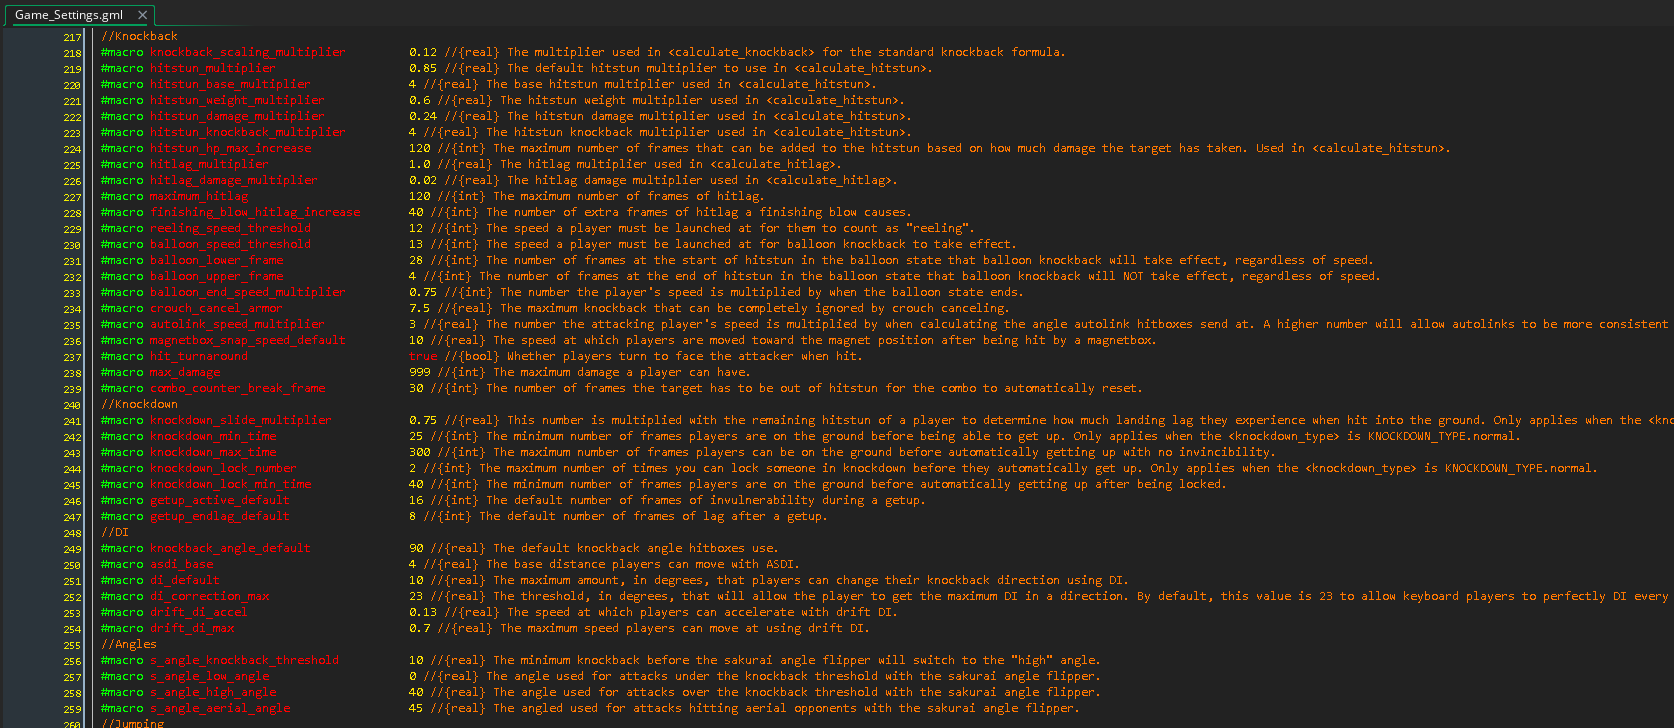 Game_Settings.gml ×
217 //Knockback
218 #macro knockback_scaling_multiplier 0.12 //{real} The multiplier used in <calculate_knockback> for the standard knockback formula.
219 #macro hitstun_multiplier 0.85 //{real} The default hitstun multiplier to use in <calculate_hitstun>.
220 #macro hitstun_base_multiplier 4 //{real} The base hitstun multiplier used in <calculate_hitstun>.
221 #macro hitstun_weight_multiplier 0.6 //{real} The hitstun weight multiplier used in <calculate_hitstun>.
222 #macro hitstun_damage_multiplier 0.24 //{real} The hitstun damage multiplier used in <calculate_hitstun>.
223 #macro hitstun_knockback_multiplier 4 //{real} The hitstun knockback multiplier used in <calculate_hitstun>.
224 #macro hitstun_hp_max_increase 120 //{int} The maximum number of frames that can be added to the hitstun based on how much damage the target has taken. Used in <calculate_hitstun>.
225 #macro hitlag_multiplier 1.0 //{real} The hitlag multiplier used in <calculate_hitlag>.
226 #macro hitlag_damage_multiplier 0.02 //{real} The hitlag damage multiplier used in <calculate_hitlag>.
227 #macro maximum_hitlag 120 //{int} The maximum number of frames of hitlag.
228 #macro finishing_blow_hitlag_increase 40 //{int} The number of extra frames of hitlag a finishing blow causes.
229 #macro reeling_speed_threshold 12 //{int} The speed a player must be launched at for them to count as "reeling".
230 #macro balloon_speed_threshold 13 //{int} The speed a player must be launched at for balloon knockback to take effect.
231 #macro balloon_lower_frame 28 //{int} The number of frames at the start of hitstun in the balloon state that balloon knockback will take effect, regardless of speed.
232 #macro balloon_upper_frame 4 //{int} The number of frames at the end of hitstun in the balloon state that balloon knockback will NOT take effect, regardless of speed.
233 #macro balloon_end_speed_multiplier 0.75 //{int} The number the player's speed is multiplied by when the balloon state ends.
234 #macro crouch_cancel_armor 7.5 //{real} The maximum knockback that can be completely ignored by crouch canceling.
235 #macro autolink_speed_multiplier 3 //{real} The number the attacking player's speed is multiplied by when calculating the angle autolink hitboxes send at. A higher number will allow autolinks to be more consistent
236 #macro magnetbox_snap_speed_default 10 //{real} The speed at which players are moved toward the magnet position after being hit by a magnetbox.
237 #macro hit_turnaround true //{bool} Whether players turn to face the attacker when hit.
238 #macro max_damage 999 //{int} The maximum damage a player can have.
239 #macro combo_counter_break_frame 30 //{int} The number of frames the target has to be out of hitstun for the combo to automatically reset.
240 //Knockdown
241 #macro knockdown_slide_multiplier 0.75 //{real} This number is multiplied with the remaining hitstun of a player to determine how much landing lag they experience when hit into the ground. Only applies when the <kno
242 #macro knockdown_min_time 25 //{int} The minimum number of frames players are on the ground before being able to get up. Only applies when the <knockdown_type> is KNOCKDOWN_TYPE.normal.
243 #macro knockdown_max_time 300 //{int} The maximum number of frames players can be on the ground before automatically getting up with no invincibility.
244 #macro knockdown_lock_number 2 //{int} The maximum number of times you can lock someone in knockdown before they automatically get up. Only applies when the <knockdown_type> is KNOCKDOWN_TYPE.normal.
245 #macro knockdown_lock_min_time 40 //{int} The minimum number of frames players are on the ground before automatically getting up after being locked.
246 #macro getup_active_default 16 //{int} The default number of frames of invulnerability during a getup.
247 #macro getup_endlag_default 8 //{int} The default number of frames of lag after a getup.
248 //DI
249 #macro knockback_angle_default 90 //{real} The default knockback angle hitboxes use.
250 #macro asdi_base 4 //{real} The base distance players can move with ASDI.
251 #macro di_default 10 //{real} The maximum amount, in degrees, that players can change their knockback direction using DI.
252 #macro di_correction_max 23 //{real} The threshold, in degrees, that will allow the player to get the maximum DI in a direction. By default, this value is 23 to allow keyboard players to perfectly DI every
253 #macro drift_di_accel 0.13 //{real} The speed at which players can accelerate with drift DI.
254 #macro drift_di_max 0.7 //{real} The maximum speed players can move at using drift DI.
255 //Angles
256 #macro s_angle_knockback_threshold 10 //{real} The minimum knockback before the sakurai angle flipper will switch to the "high" angle.
257 #macro s_angle_low_angle 0 //{real} The angle used for attacks under the knockback threshold with the sakurai angle flipper.
258 #macro s_angle_high_angle 40 //{real} The angle used for attacks over the knockback threshold with the sakurai angle flipper.
259 #macro s_angle_aerial_angle 45 //{real} The angled used for attacks hitting aerial opponents with the sakurai angle flipper.
260 //Jumping